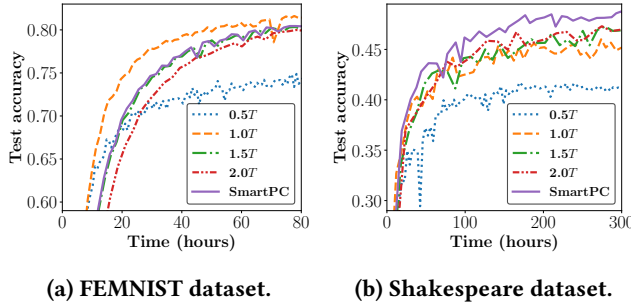 0.80
0.75
0.70
0.65
0.60
Test accuracy
0.5T
1.0T
1.5T
2.0T
SmartPC
0 20 40 60 80
Time (hours)
(a) FEMNIST dataset.
0.45
0.40
0.35
0.30
Test accuracy
0.5T
1.0T
1.5T
2.0T
SmartPC
0 100 200 300
Time (hours)
(b) Shakespeare dataset.